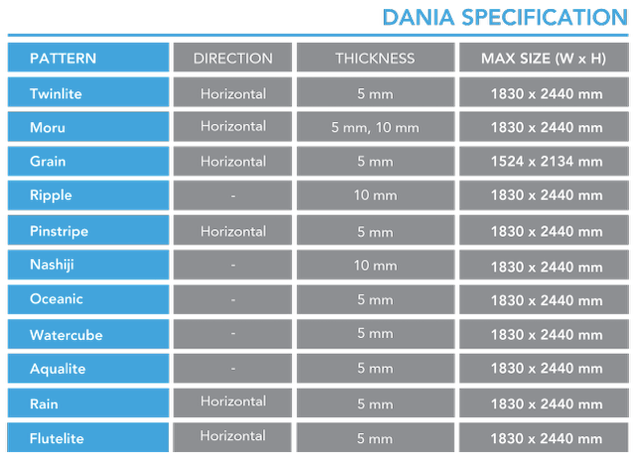 DANIA SPECIFICATION
PATTERN DIRECTION THICKNESS MAX SIZE (W x H)
Twinlite Horizontal 5 mm 1830 x 2440 mm
Moru Horizontal 5 mm, 10 mm 1830 x 2440 mm
Grain Horizontal 5 mm 1524 x 2134 mm
Ripple - 10 mm 1830 x 2440 mm
Pinstripe Horizontal 5 mm 1830 x 2440 mm
Nashiji - 10 mm 1830 x 2440 mm
Oceanic - 5 mm 1830 x 2440 mm
Watercube - 5 mm 1830 x 2440 mm
Aqualite - 5 mm 1830 x 2440 mm
Rain Horizontal 5 mm 1830 x 2440 mm
Flutelite Horizontal 5 mm 1830 x 2440 mm